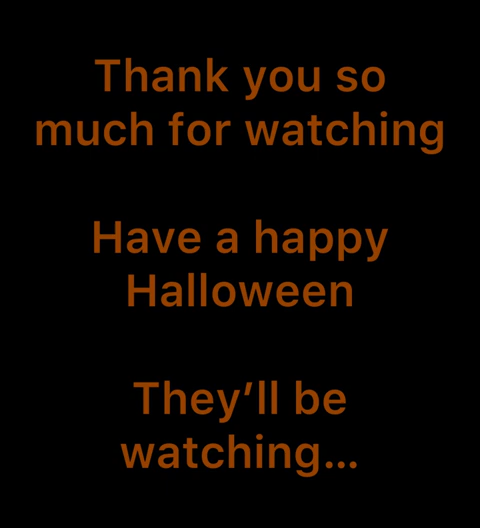 Thank you so
much for watching
Have a happy
Halloween
They’ll be
watching...